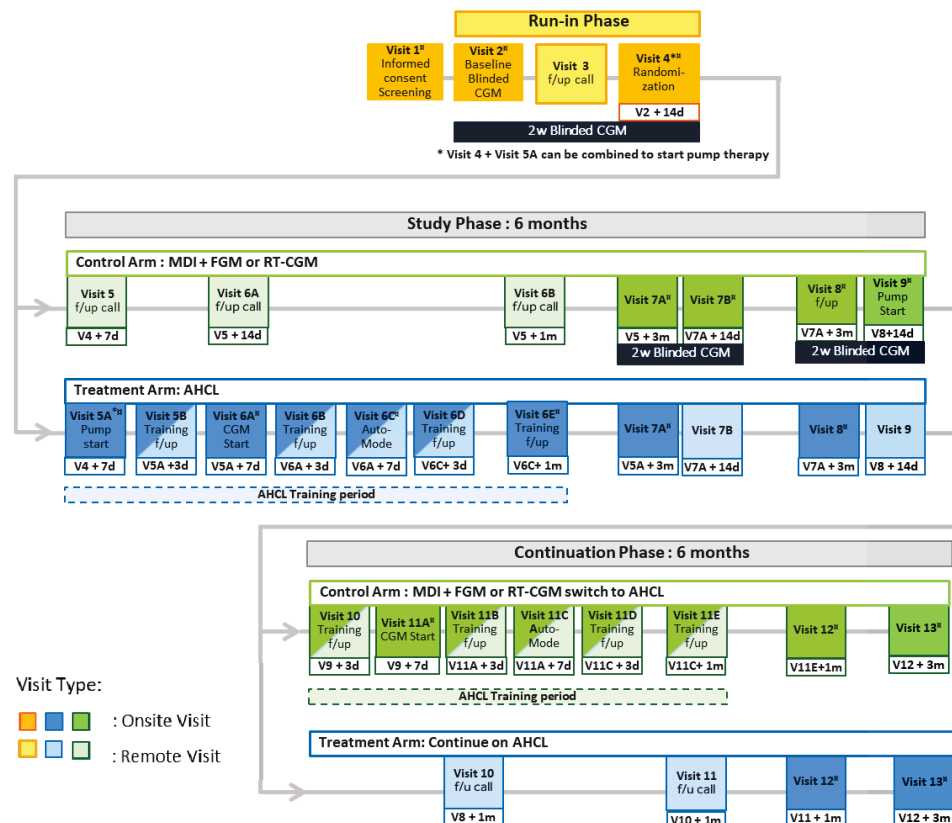 Run-in Phase
Visit 1¤
Informed
consent
Screening
Visit 2¤
Baseline
Blinded
CGM
Visit 3
f/up call
Visit 4*¤
Randomi-
zation
V2 + 14d
2w Blinded CGM
* Visit 4 + Visit 5A can be combined to start pump therapy
Study Phase : 6 months
Control Arm : MDI + FGM or RT-CGM
Visit 5
f/up call
V4 + 7d
Visit 6A
f/up call
V5 + 14d
Visit 6B
f/up call
V5 + 1m
Visit 7A¤
V5 + 3m
Visit 7B¤
V7A + 14d
2w Blinded CGM
Visit 8¤
f/up
V7A + 3m
Visit 9¤
Pump
Start
V8+14d
2w Blinded CGM
Treatment Arm: AHCL
Visit 5A*¤
Pump
start
V4 + 7d
Visit 5B
Training
f/up
V5A +3d
Visit 6A¤
CGM
Start
V5A + 7d
Visit 6B
Training
f/up
V6A + 3d
Visit 6C¤
Auto-
Mode
V6A + 7d
Visit 6D
Training
f/up
V6C+ 3d
Visit 6E¤
Training
f/up
V6C+ 1m
Visit 7A¤
V5A + 3m
Visit 7B
V7A + 14d
Visit 8¤
V7A + 3m
Visit 9
V8 + 14d
AHCL Training period
Continuation Phase : 6 months
Control Arm : MDI + FGM or RT-CGM switch to AHCL
Visit 10
Training
f/up
V9 + 3d
Visit 11A¤
CGM Start
V9 + 7d
Visit 11B
Training
f/up
V11A + 3d
Visit 11C
Auto-
Mode
V11A + 7d
Visit 11D
Training
f/up
V11C + 3d
Visit 11E
Training
f/up
V11C+ 1m
Visit 12¤
V11E+1m
Visit 13¤
V12 + 3m
AHCL Training period
Treatment Arm: Continue on AHCL
Visit 10
f/u call
V8 + 1m
Visit 11
f/u call
V10 + 1m
Visit 12¤
V11 + 1m
Visit 13¤
V12 + 3m
Visit Type:
: Onsite Visit
: Remote Visit